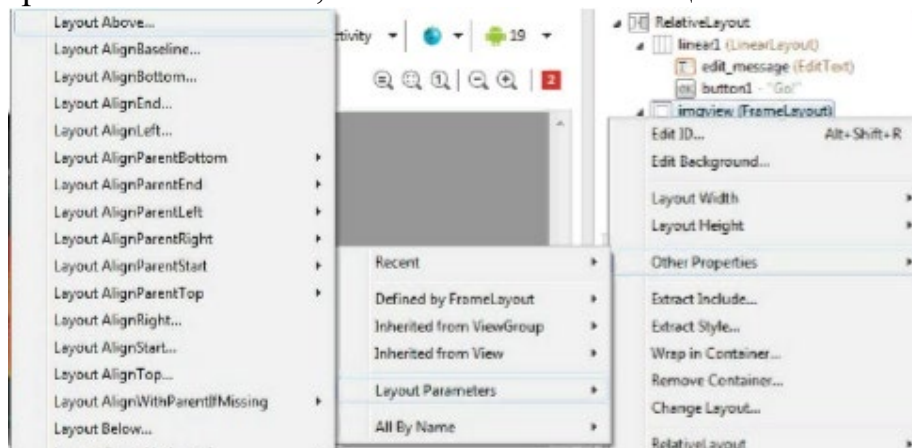 Layout Above...
Layout AlignBaseline...
Layout AlignBottom...
Layout AlignEnd...
Layout AlignLeft...
Layout AlignParentBottom
Layout AlignParentEnd
Layout AlignParentLeft
Layout AlignParentRight
Layout AlignParentStart
Layout AlignParentTop
Layout AlignRight...
Layout AlignStart...
Layout AlignTop...
Layout AlignWithParentIfMissing
Layout Below...
19
2
Recent
Defined by FrameLayout
Inherited from ViewGroup
Inherited from View
Layout Parameters
All By Name
RelativeLayout
linear1 (LinearLayout)
edit_message (EditText)
button1 - "Go!"
imgview (FrameLayout)
Edit ID... Alt+Shift+R
Edit Background...
Layout Width
Layout Height
Other Properties
Extract Include...
Extract Style...
Wrap in Container...
Remove Container...
Change Layout...
RelativeLayout